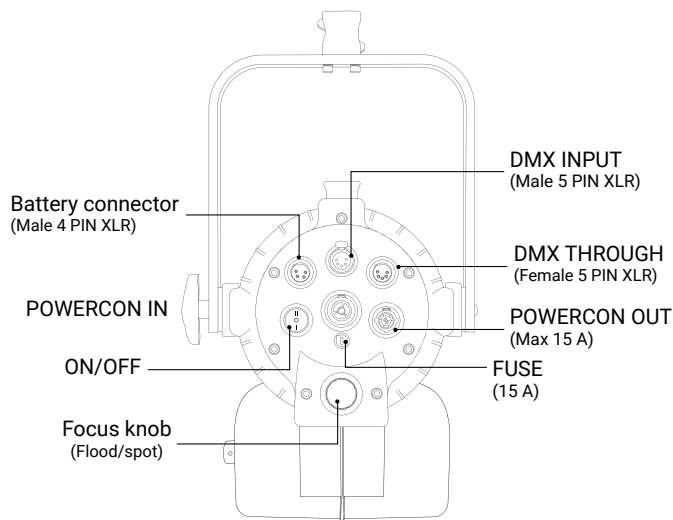 DMX INPUT
(Male 5 PIN XLR)
Battery connector
(Male 4 PIN XLR)
DMX THROUGH
(Female 5 PIN XLR)
POWERCON IN
POWERCON OUT
(Max 15 A)
ON/OFF
FUSE
(15 A)
Focus knob
(Flood/spot)
II
O
I